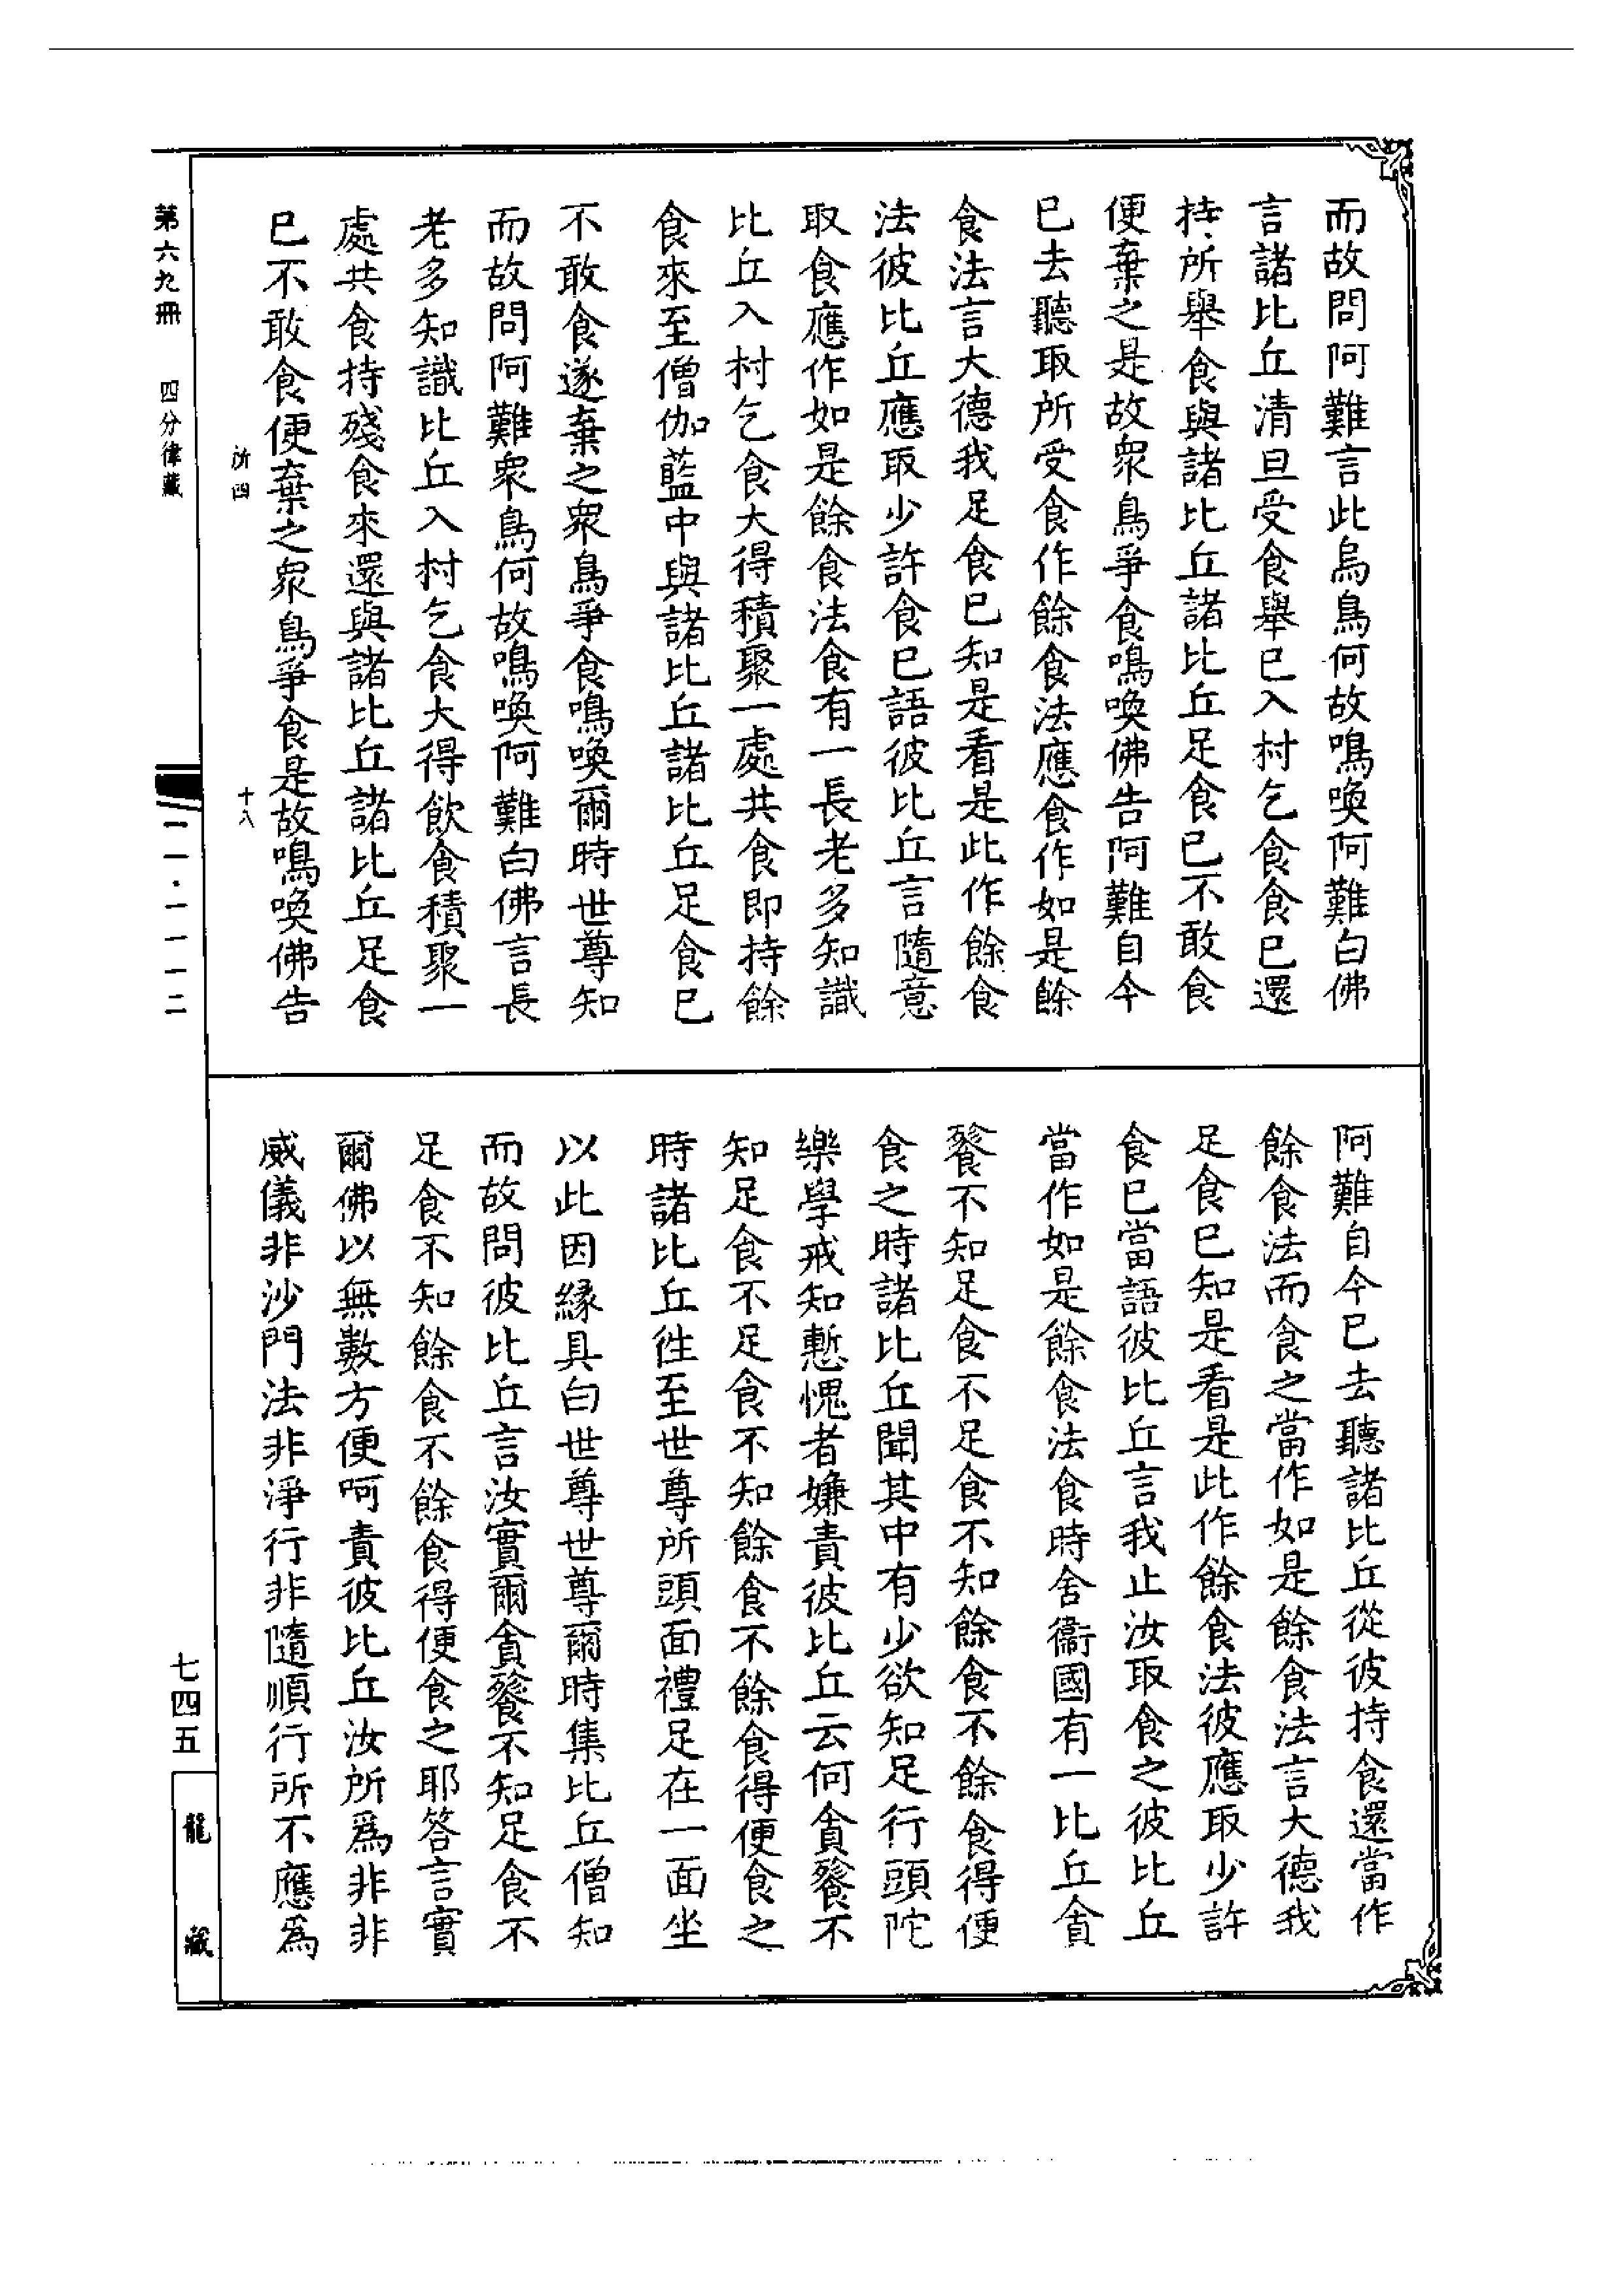 而故問阿難言此烏鳥何故鳴喚阿難白佛
言諸比丘清旦受食舉已入村乞食食已還
持所舉食與諸比丘諸比丘足食已不敢食
便棄之是故衆鳥爭食鳴喚佛告阿難自今
已去聽取所受食作餘食法應食作如是餘
食法言大德我足食已知是看是此作餘食
法彼比丘應取少許食已語彼比丘言隨意
取食應作如是餘食法食有一長老多知識
比丘入村乞食大得積聚一處共食即持餘
食來至僧伽藍中與諸比丘諸比丘足食已
不敢食遂棄之衆鳥爭食鳴喚爾時世尊知
而故問阿難衆鳥何故鳴喚阿難白佛言長
老多知識比丘入村乞食大得飲食積聚一
處共食持殘食來還與諸比丘諸比丘足食
已不敢食便棄之衆鳥爭食是故鳴喚佛告
所四
十八
阿難自今已去聽諸比丘從彼持食還當作
餘食法而食之當作如是餘食法言大德我
足食已知是看是此作餘食法彼應取少許
食已當語彼比丘言我止汝取食之彼比丘
當作如是餘食法食時舍衞國有一比丘貪
餮不知足食不足食不知餘食不餘食得便
食之時諸比丘聞其中有少欲知足行頭陀
樂學戒知慙愧者嫌責彼比丘云何貪餮不
知足食不足食不知餘食不餘食得便食之
時諸比丘徃至世尊所頭面禮足在一面坐
以此因緣具白世尊世尊爾時集比丘僧知
而故問彼比丘言汝實爾貪餮不知足食不
足食不知餘食不餘食得便食之耶答言實
爾佛以無數方便呵責彼比丘汝所爲非非
威儀非沙門法非淨行非隨順行所不應爲
第六九冊
四分律藏
一一·一一一二
七四五
龍藏